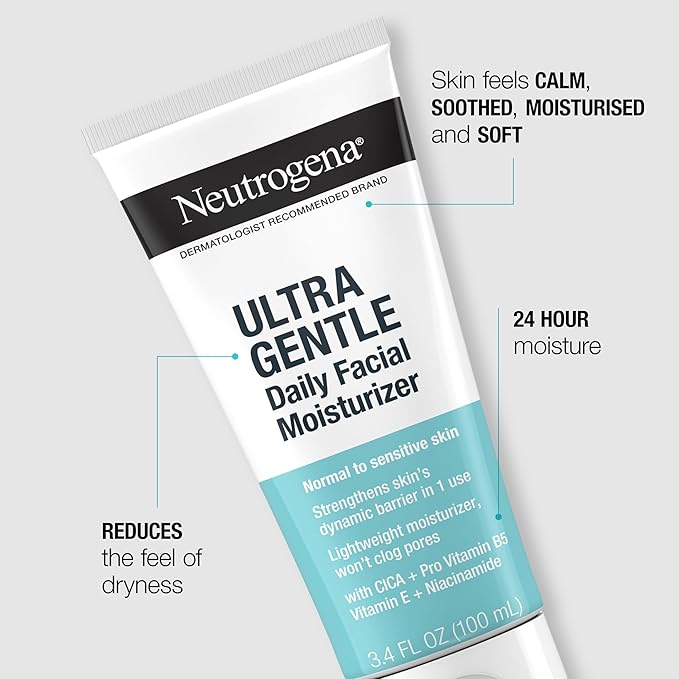 Neutrogena®
DERMATOLOGIST RECOMMENDED BRAND
ULTRA
GENTLE
Daily Facial
Moisturizer
Normal to sensitive skin
Strengthens skin's
dynamic barrier in 1 use
Lightweight moisturizer,
won't clog pores
with CICA + Pro Vitamin B5
Vitamin E + Niacinamide
3.4 FL OZ (100 mL)
Skin feels CALM,
SOOTHED, MOISTURISED
and SOFT
24 HOUR
moisture
REDUCES
the feel of
dryness